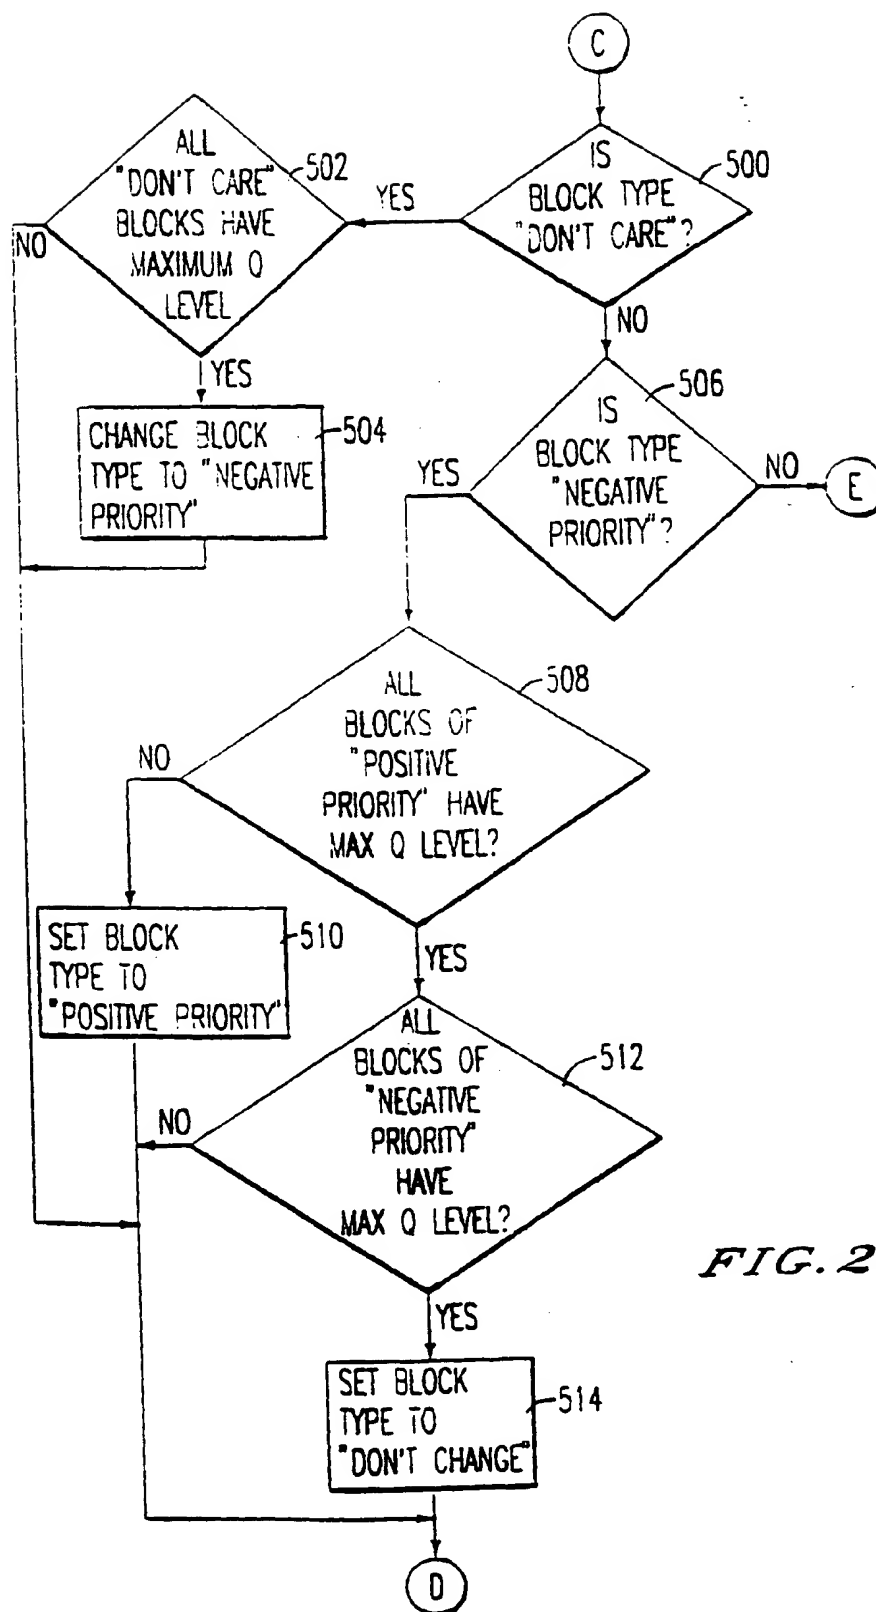 C
IS
BLOCK TYPE
"DON'T CARE"?
500
YES
NO
ALL
"DON'T CARE"
BLOCKS HAVE
MAXIMUM Q
LEVEL
502
NO
YES
CHANGE BLOCK
TYPE TO "NEGATIVE
PRIORITY"
504
IS
BLOCK TYPE
"NEGATIVE
PRIORITY"?
506
YES
NO
E
ALL
BLOCKS OF
"POSITIVE
PRIORITY" HAVE
MAX Q LEVEL?
508
NO
YES
SET BLOCK
TYPE TO
"POSITIVE PRIORITY"
510
ALL
BLOCKS OF
"NEGATIVE
PRIORITY"
HAVE
MAX Q LEVEL?
512
NO
YES
SET BLOCK
TYPE TO
"DON'T CHANGE"
514
D
FIG. 2